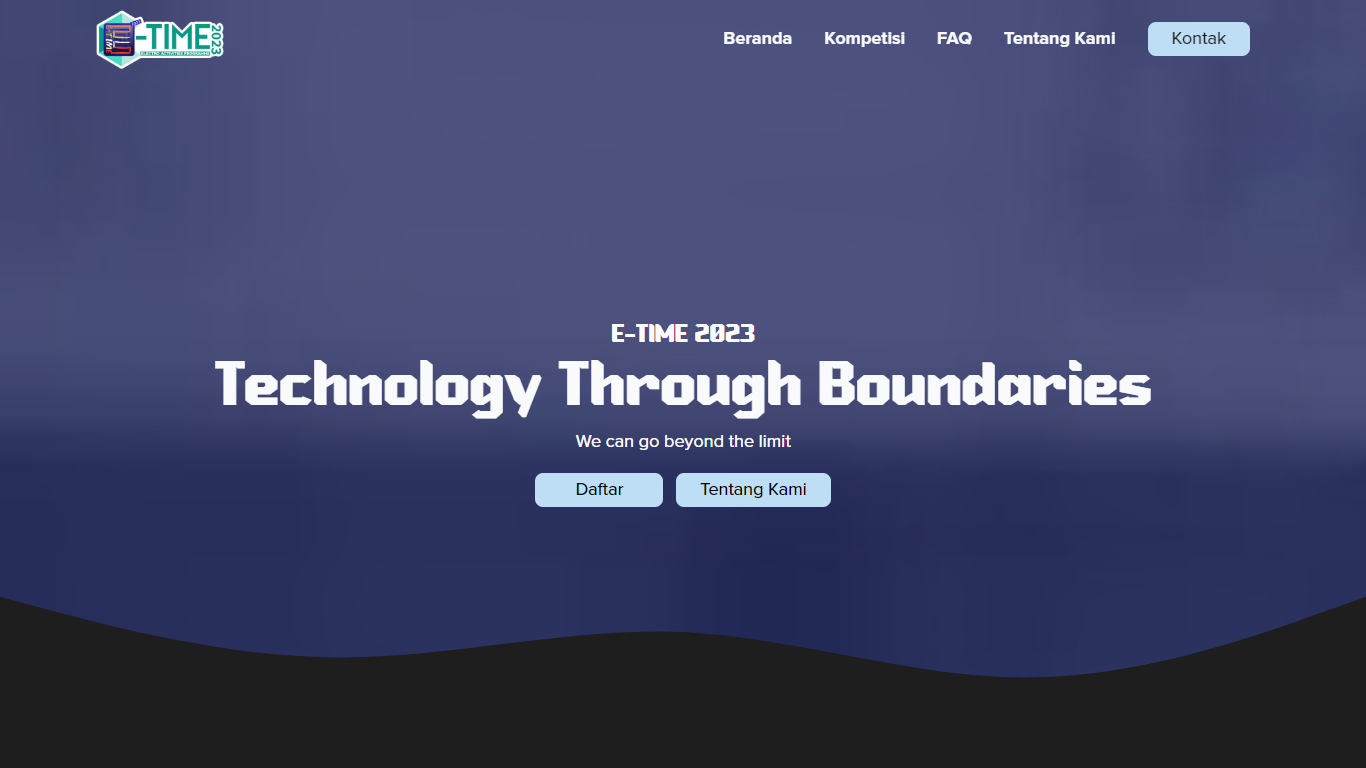 -TIME 2023
Beranda Kompetisi FAQ Tentang Kami Kontak
E-TIME 2023
Technology Through Boundaries
We can go beyond the limit
Daftar Tentang Kami